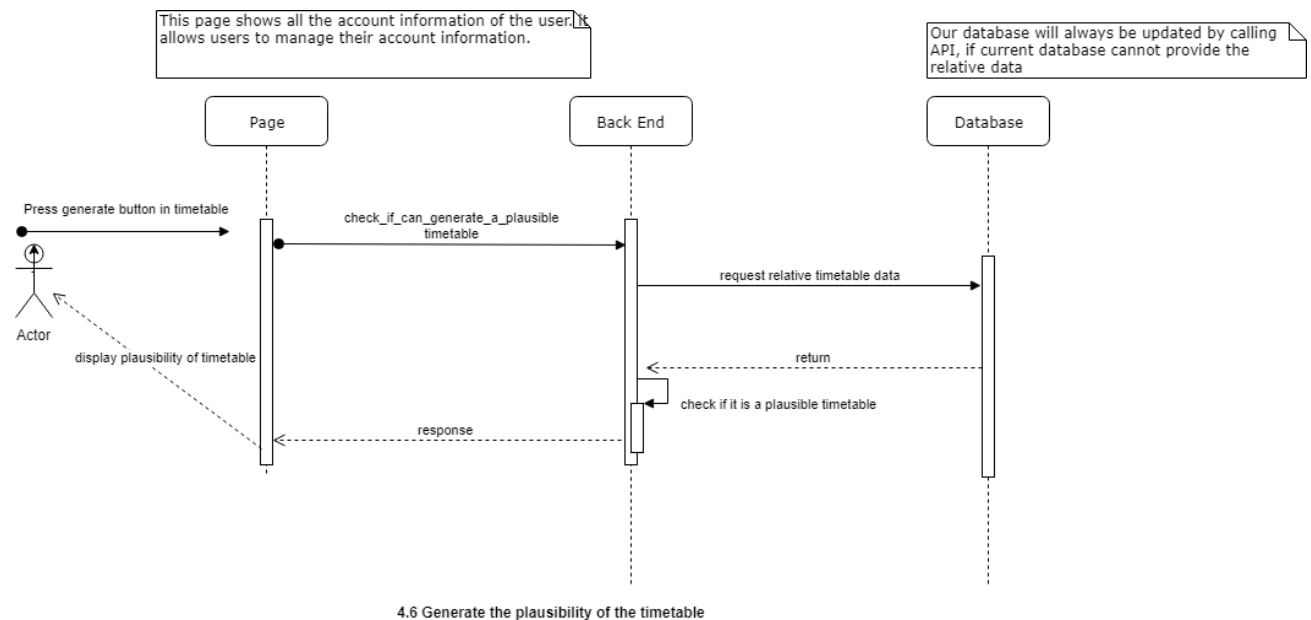 This page shows all the account information of the user. It
allows users to manage their account information.
Our database will always be updated by calling
API, if current database cannot provide the
relative data
Page
Back End
Database
Press generate button in timetable
check_if_can_generate_a_plausible
timetable
request relative timetable data
Actor
display plausibility of timetable
return
check if it is a plausible timetable
response
4.6 Generate the plausibility of the timetable